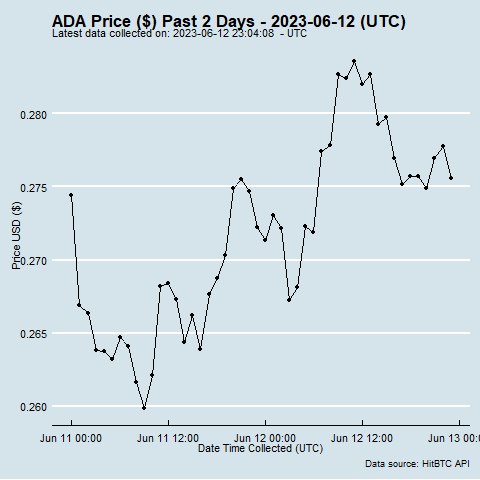 ADA Price ($) Past 2 Days - 2023-06-12 (UTC)
Latest data collected on: 2023-06-12 23:04:08 - UTC
0.280
0.275
0.270
0.265
0.260
Price USD ($)
Jun 11 00:00
Jun 11 12:00
Jun 12 00:00
Jun 12 12:00
Jun 13 00:0
Date Time Collected (UTC)
Data source: HitBTC API